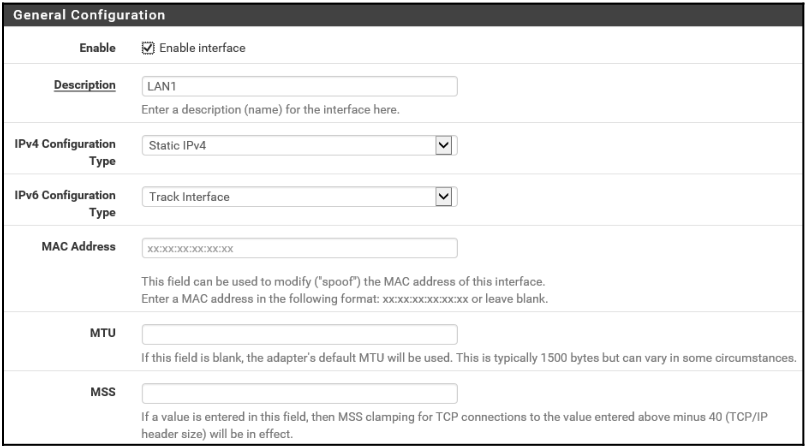 General Configuration
Enable Enable interface
Description LAN1
Enter a description (name) for the interface here.
IPv4 Configuration
Type Static IPv4
IPv6 Configuration
Type Track Interface
MAC Address xx:xx:xx:xx:xx:xx
This field can be used to modify ("spoof") the MAC address of this interface.
Enter a MAC address in the following format: xx:xx:xx:xx:xx:xx or leave blank.
MTU
If this field is blank, the adapter's default MTU will be used. This is typically 1500 bytes but can vary in some circumstances.
MSS
If a value is entered in this field, then MSS clamping for TCP connections to the value entered above minus 40 (TCP/IP
header size) will be in effect.